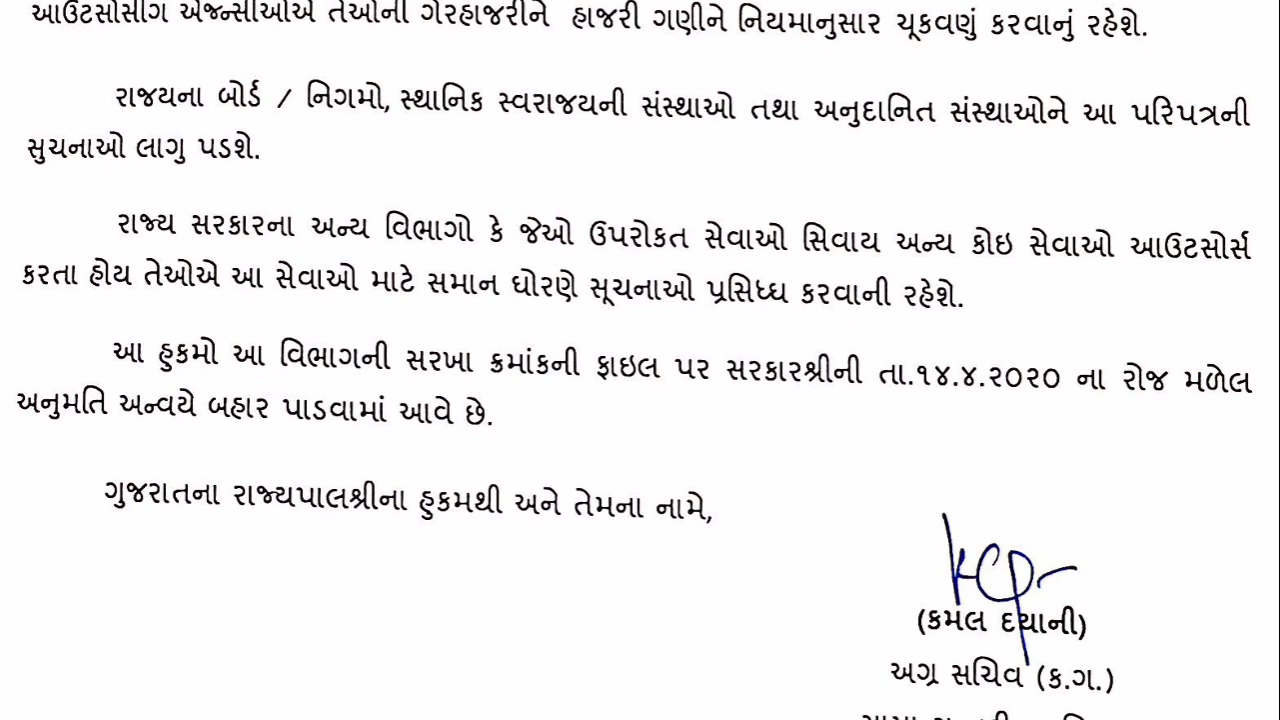 આઉટસોર્સીંગ એજન્સીઓએ તેઓની ગેરહાજરીને હાજરી ગણીને નિયમાનુસાર ચૂકવણું કરવાનું રહેશે.
રાજયના બોર્ડ / નિગમો, સ્થાનિક સ્વરાજયની સંસ્થાઓ તથા અનુદાનિત સંસ્થાઓને આ પરિપત્રની
સુચનાઓ લાગુ પડશે.
રાજ્ય સરકારના અન્ય વિભાગો કે જેઓ ઉપરોકત સેવાઓ સિવાય અન્ય કોઇ સેવાઓ આઉટસોર્સ
કરતા હોય તેઓએ આ સેવાઓ માટે સમાન ધોરણે સૂચનાઓ પ્રસિધ્ધ કરવાની રહેશે.
આ હુકમો આ વિભાગની સરખા ક્રમાંકની ફાઇલ પર સરકારશ્રીની તા.૧૪.૪.૨૦૨૦ ના રોજ મળેલ
અનુમતિ અન્વયે બહાર પાડવામાં આવે છે.
ગુજરાતના રાજ્યપાલશ્રીના હુકમથી અને તેમના નામે,
(કમલ દયાની)
અગ્ર સચિવ (ક.ગ.)